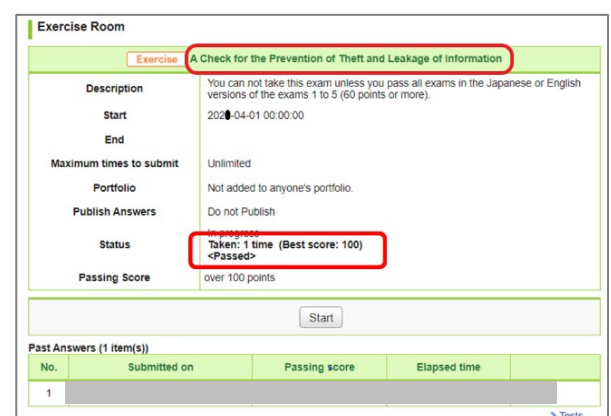 Exercise Room
Exercise A Check for the Prevention of Theft and Leakage of Information
Description You can not take this exam unless you pass all exams in the Japanese or English
versions of the exams 1 to 5 (60 points or more).
Start 202-04-01 00:00:00
End
Maximum times to submit Unlimited
Portfolio Not added to anyone's portfolio.
Publish Answers Do not Publish
In progress
Status Taken: 1 time (Best score: 100)
<Passed>
Passing Score over 100 points
Start
Past Answers (1 item(s))
No. Submitted on Passing score Elapsed time
1
Tests